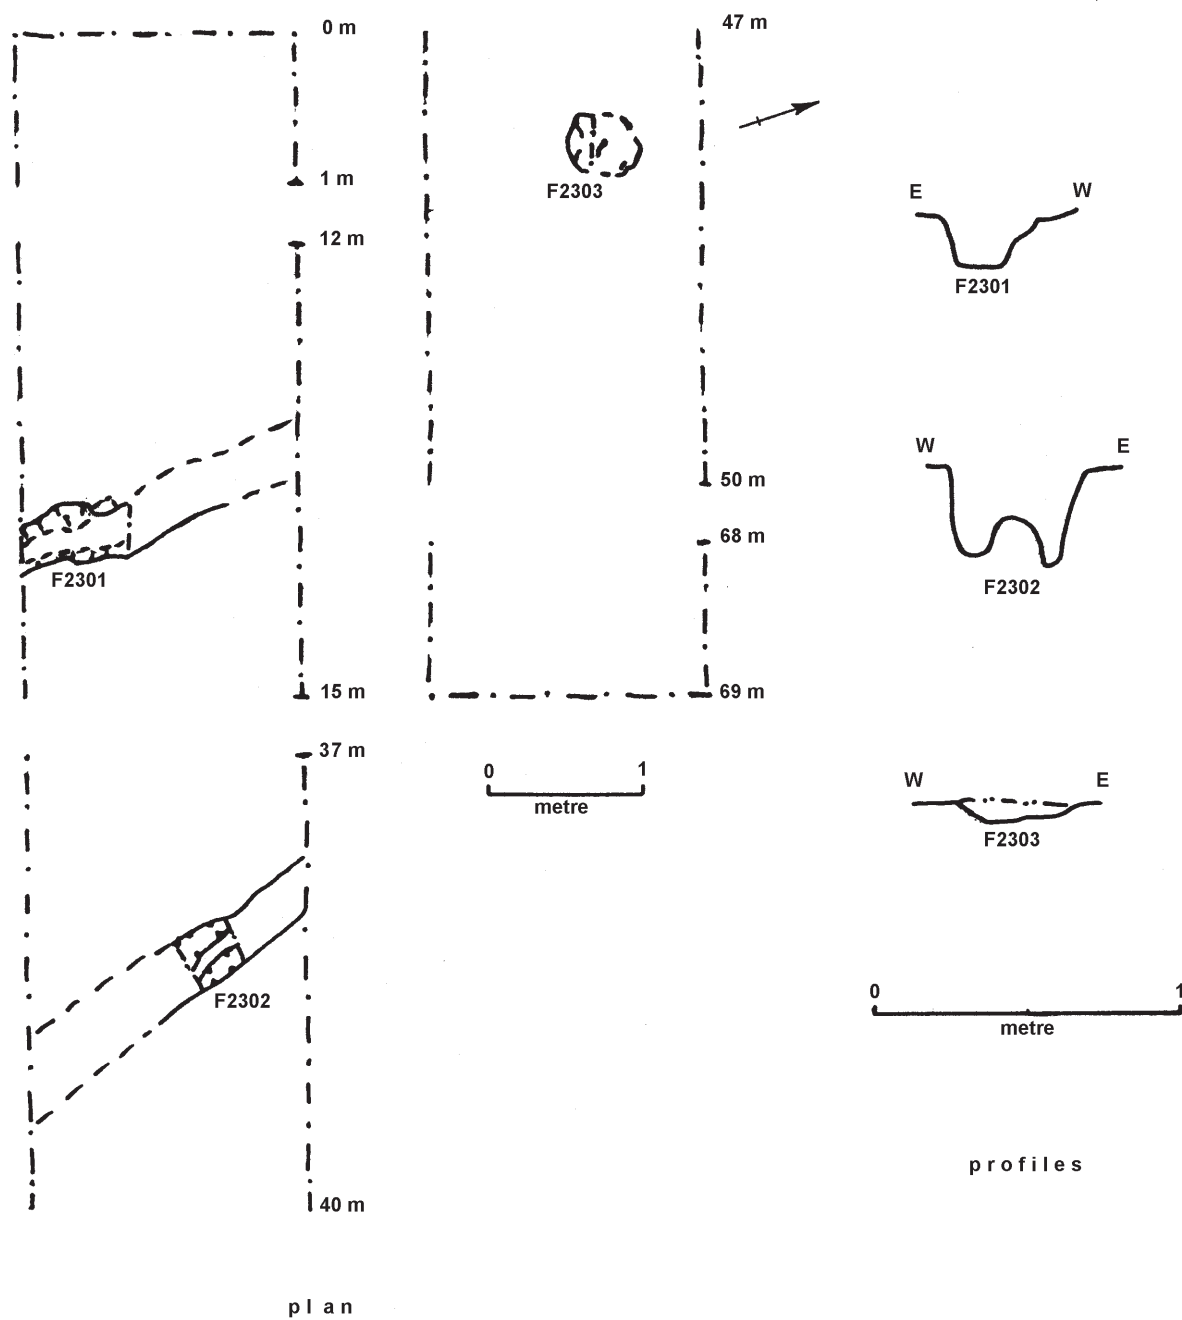 0 m
1 m
12 m
F2301
15 m
37 m
F2302
40 m
plan
47 m
F2303
50 m
68 m
69 m
0 1
metre
E W
F2301
W E
F2302
W E
F2303
0 1
metre
profiles